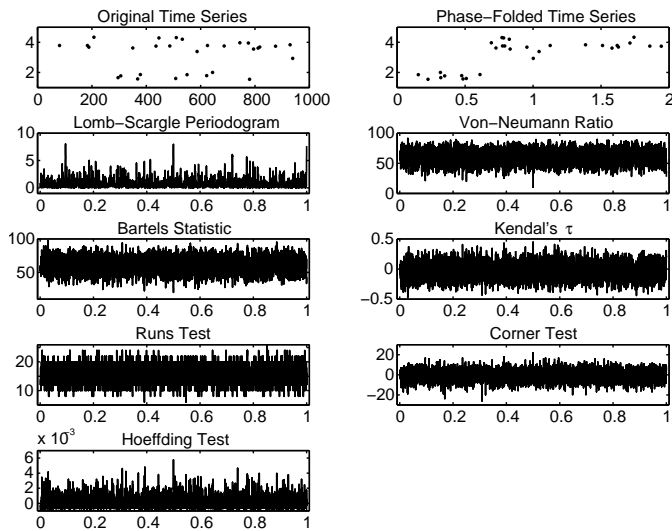 Original Time Series
4
2
0 200 400 600 800 1000
Phase−Folded Time Series
4
2
0 0.5 1 1.5 2
Lomb−Scargle Periodogram
10
5
0
0 0.2 0.4 0.6 0.8 1
Von−Neumann Ratio
100
50
0
0 0.2 0.4 0.6 0.8 1
Bartels Statistic
100
50
0 0.2 0.4 0.6 0.8 1
Kendal's τ
0.5
0
−0.5
0 0.2 0.4 0.6 0.8 1
Runs Test
20
10
0 0.2 0.4 0.6 0.8 1
Corner Test
20
0
−20
0 0.2 0.4 0.6 0.8 1
x 10⁻³ Hoeffding Test
6
4
2
0
0 0.2 0.4 0.6 0.8 1